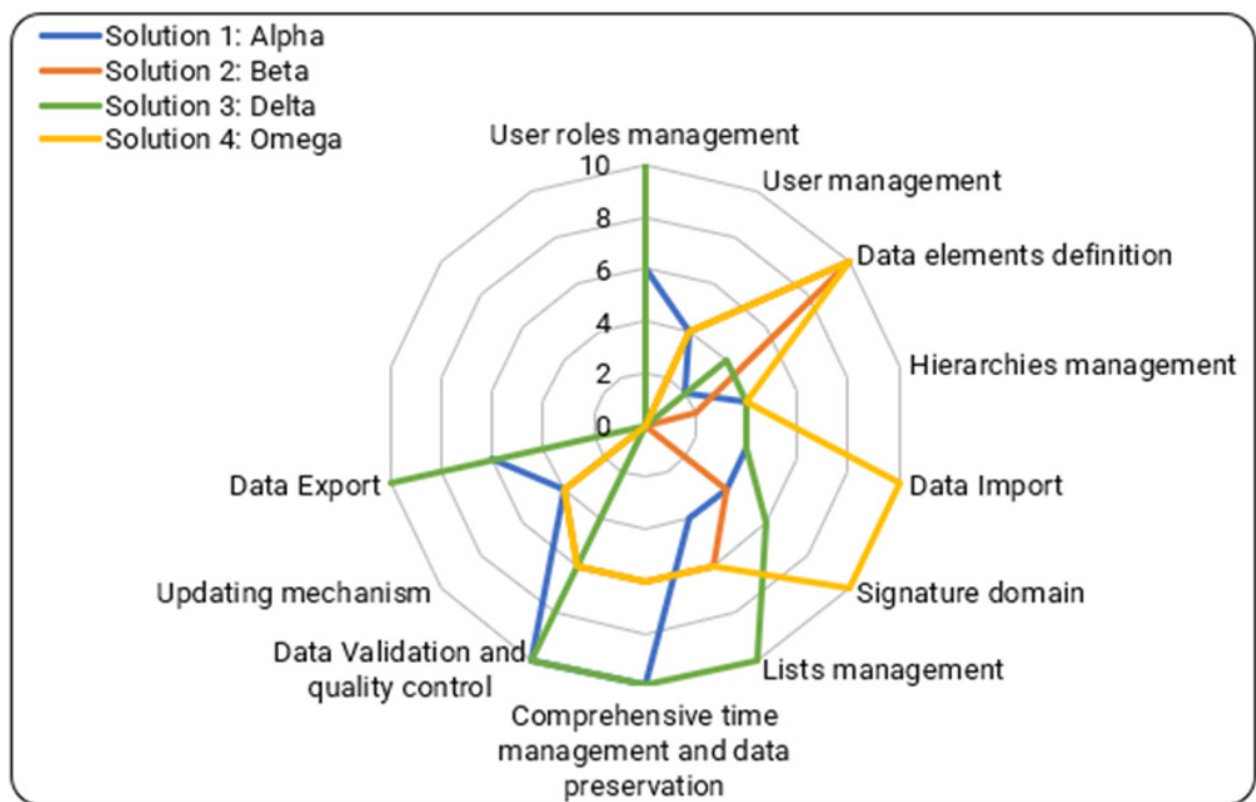 Solution 1: Alpha
Solution 2: Beta
Solution 3: Delta
Solution 4: Omega
User roles management
10
User management
8
Data elements definition
6
4
Hierarchies management
2
0
Data Export
Data Import
Updating mechanism
Signature domain
Data Validation and
quality control
Lists management
Comprehensive time
management and data
preservation